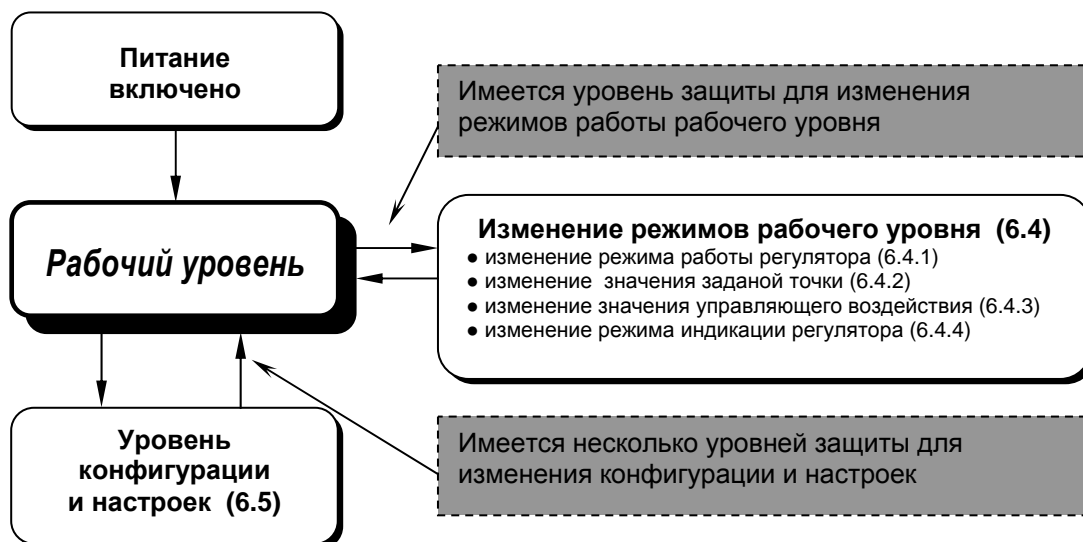 Питание
включено
Имеется уровень защиты для изменения
режимов работы рабочего уровня
Рабочий уровень
Изменение режимов рабочего уровня (6.4)
● изменение режима работы регулятора (6.4.1)
● изменение значения заданой точки (6.4.2)
● изменение значения управляющего воздействия (6.4.3)
● изменение режима индикации регулятора (6.4.4)
Уровень
конфигурации
и настроек (6.5)
Имеется несколько уровней защиты для
изменения конфигурации и настроек